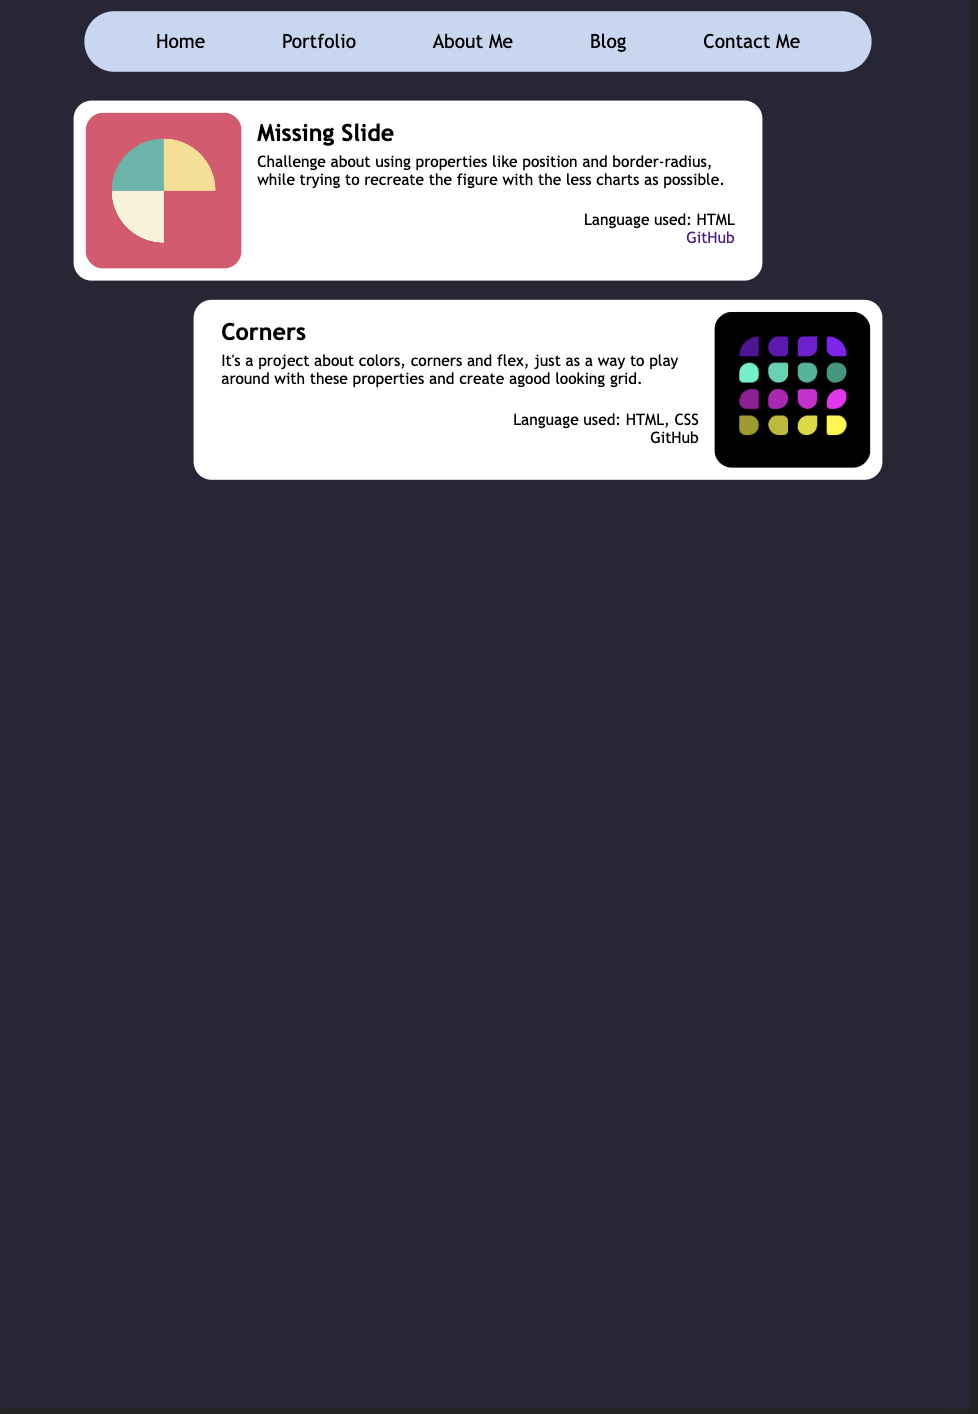 Home Portfolio About Me Blog Contact Me
Missing Slide
Challenge about using properties like position and border-radius,
while trying to recreate the figure with the less charts as possible.
Language used: HTML
GitHub
Corners
It's a project about colors, corners and flex, just as a way to play
around with these properties and create agood looking grid.
Language used: HTML, CSS
GitHub